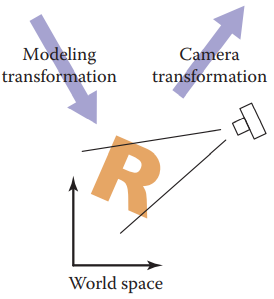 Modeling
transformation
Camera
transformation
R
World space